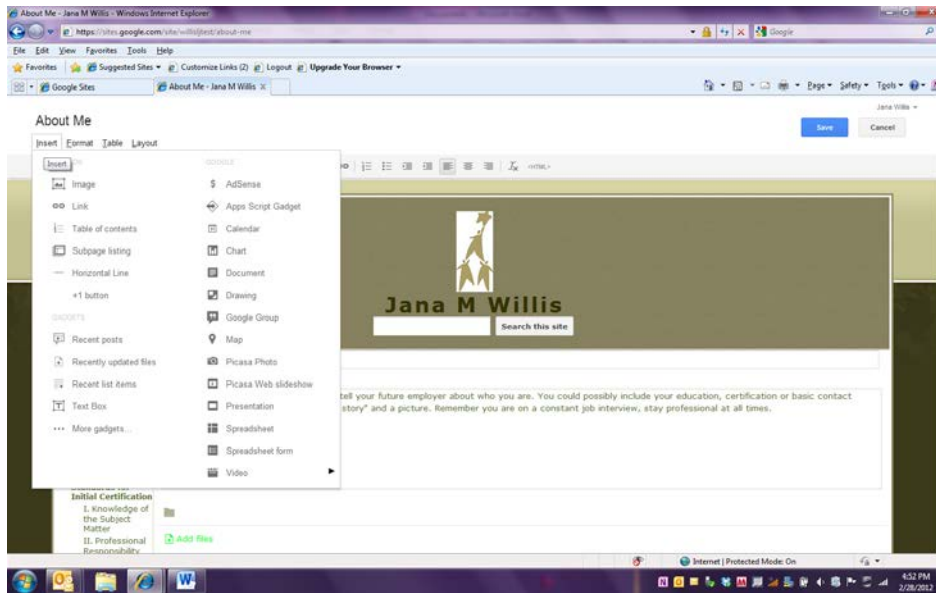 About Me - Jana M Willis - Windows Internet Explorer
https://sites.google.com/site/willisljtest/about-me
Google
File Edit View Favorites Tools Help
Favorites Suggested Sites Customize Links (2) Logout Upgrade Your Browser
Google Sites About Me - Jana M Willis Page Safety Tools
Jana Willis
About Me
Save Cancel
Insert Format Table Layout
Insert
<HTML>
GOOGLE
Image
AdSense
Link
Apps Script Gadget
Table of contents
Calendar
Subpage listing
Chart
Horizontal Line
Document
+1 button
Drawing
GADGETS
Google Group
Recent posts
Map
Recently updated files
Picasa Photo
Recent list items
Picasa Web slideshow
Text Box
Presentation
More gadgets...
Spreadsheet
Spreadsheet form
Video
Jana M Willis
Search this site
tell your future employer about who you are. You could possibly include your education, certification or basic contact
story" and a picture. Remember you are on a constant job interview, stay professional at all times.
Initial Certification
I. Knowledge of
the Subject
Matter
II. Professional
Responsibility
Add files
Internet | Protected Mode: On
4:52 PM
2/28/2012